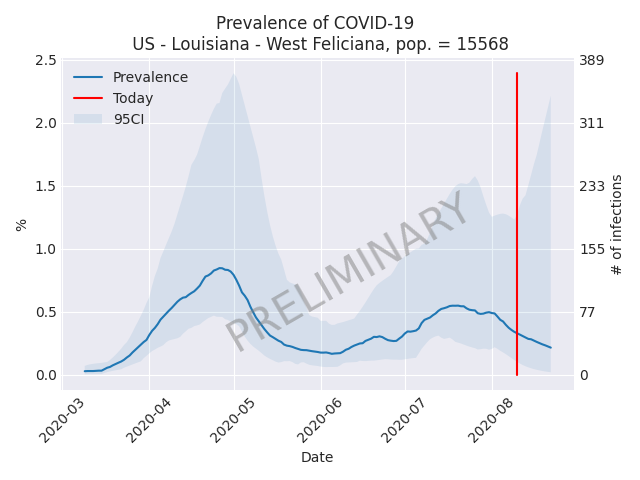 Prevalence of COVID-19
US - Louisiana - West Feliciana, pop. = 15568
2.5
2.0
1.5
1.0
0.5
0.0
%
389
311
233
155
77
0
# of infections
Prevalence
Today
95CI
PRELIMINARY
2020-03
2020-04
2020-05
2020-06
2020-07
2020-08
Date